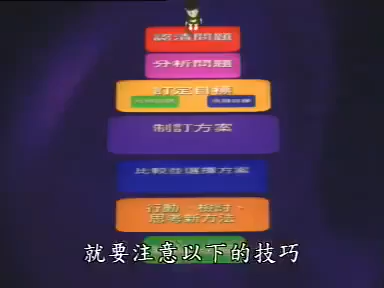 認清問題
分析問題
訂定目標
制訂方案
比較並選擇方案
行動、檢討、
思考新方法
就要注意以下的技巧